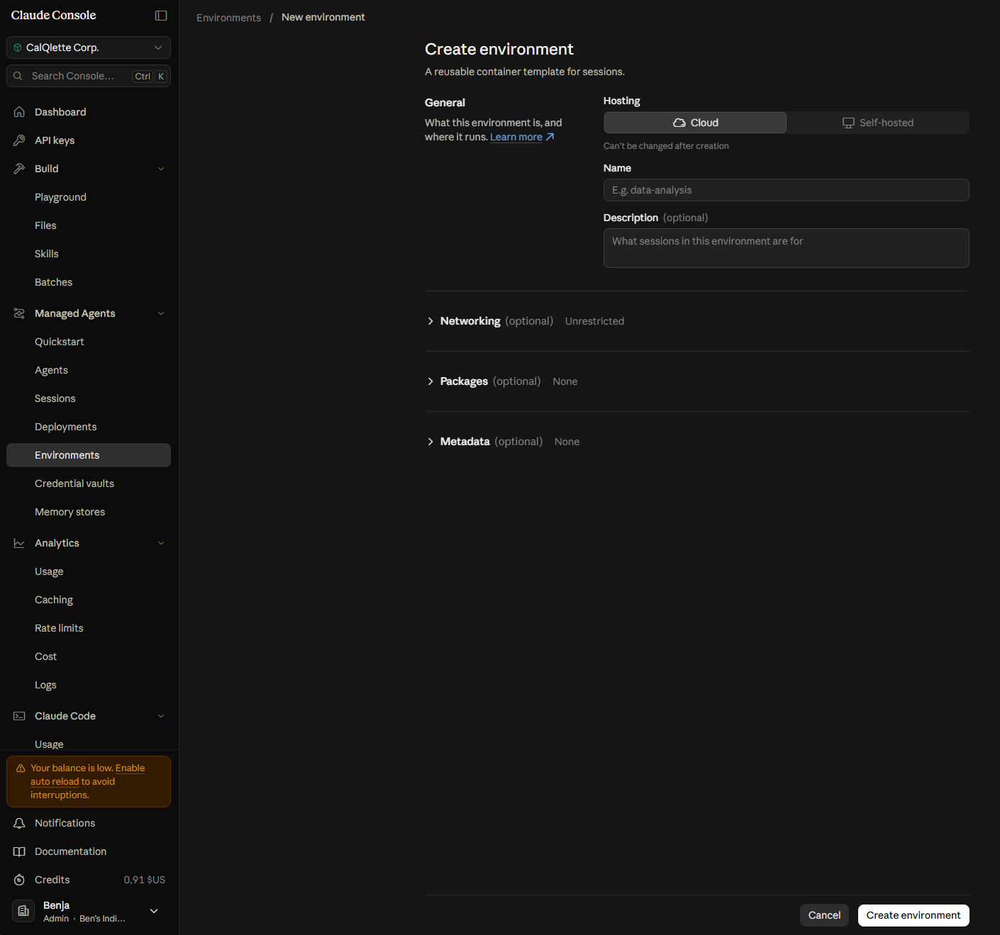 Claude Console
CalQlette Corp.
Search Console...
Ctrl K
Dashboard
API keys
Build
Playground
Files
Skills
Batches
Managed Agents
Quickstart
Agents
Sessions
Deployments
Environments
Credential vaults
Memory stores
Analytics
Usage
Caching
Rate limits
Cost
Logs
Claude Code
Usage
Your balance is low. Enable
auto reload to avoid
interruptions.
Notifications
Documentation
Credits 0,91 $US
Benja
Admin · Ben's Indi...
Environments / New environment
Create environment
A reusable container template for sessions.
General
What this environment is, and
where it runs. Learn more
Hosting
Cloud
Self-hosted
Can't be changed after creation
Name
E.g. data-analysis
Description (optional)
What sessions in this environment are for
Networking (optional) Unrestricted
Packages (optional) None
Metadata (optional) None
Cancel
Create environment